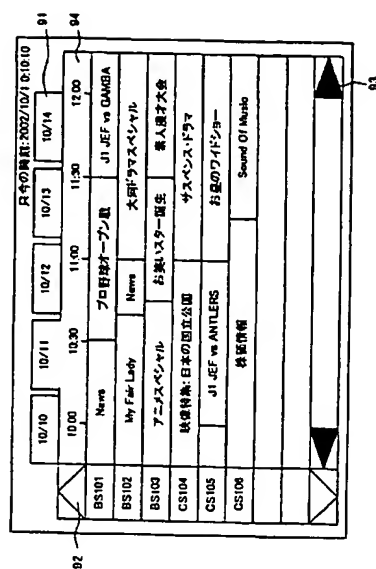 只今の時刻: 2002/10/1 0:10:10
91
10/10 10/11 10/12 10/13 10/14
94
10:00 10:30 11:00 11:30 12:00
92
BS101 News プロ野球オープン戦 J1 JEF vs GAMBA
BS102 My Fair Lady News 大河ドラマスペシャル
BS103 アニメスペシャル お笑いスター誕生 素人漫才大会
CS104 映像特集: 日本の国立公園 サスペンス・ドラマ
CS105 J1 JEF vs ANTLERS お昼のワイドショー
CS106 株価情報 Sound Of Music
93